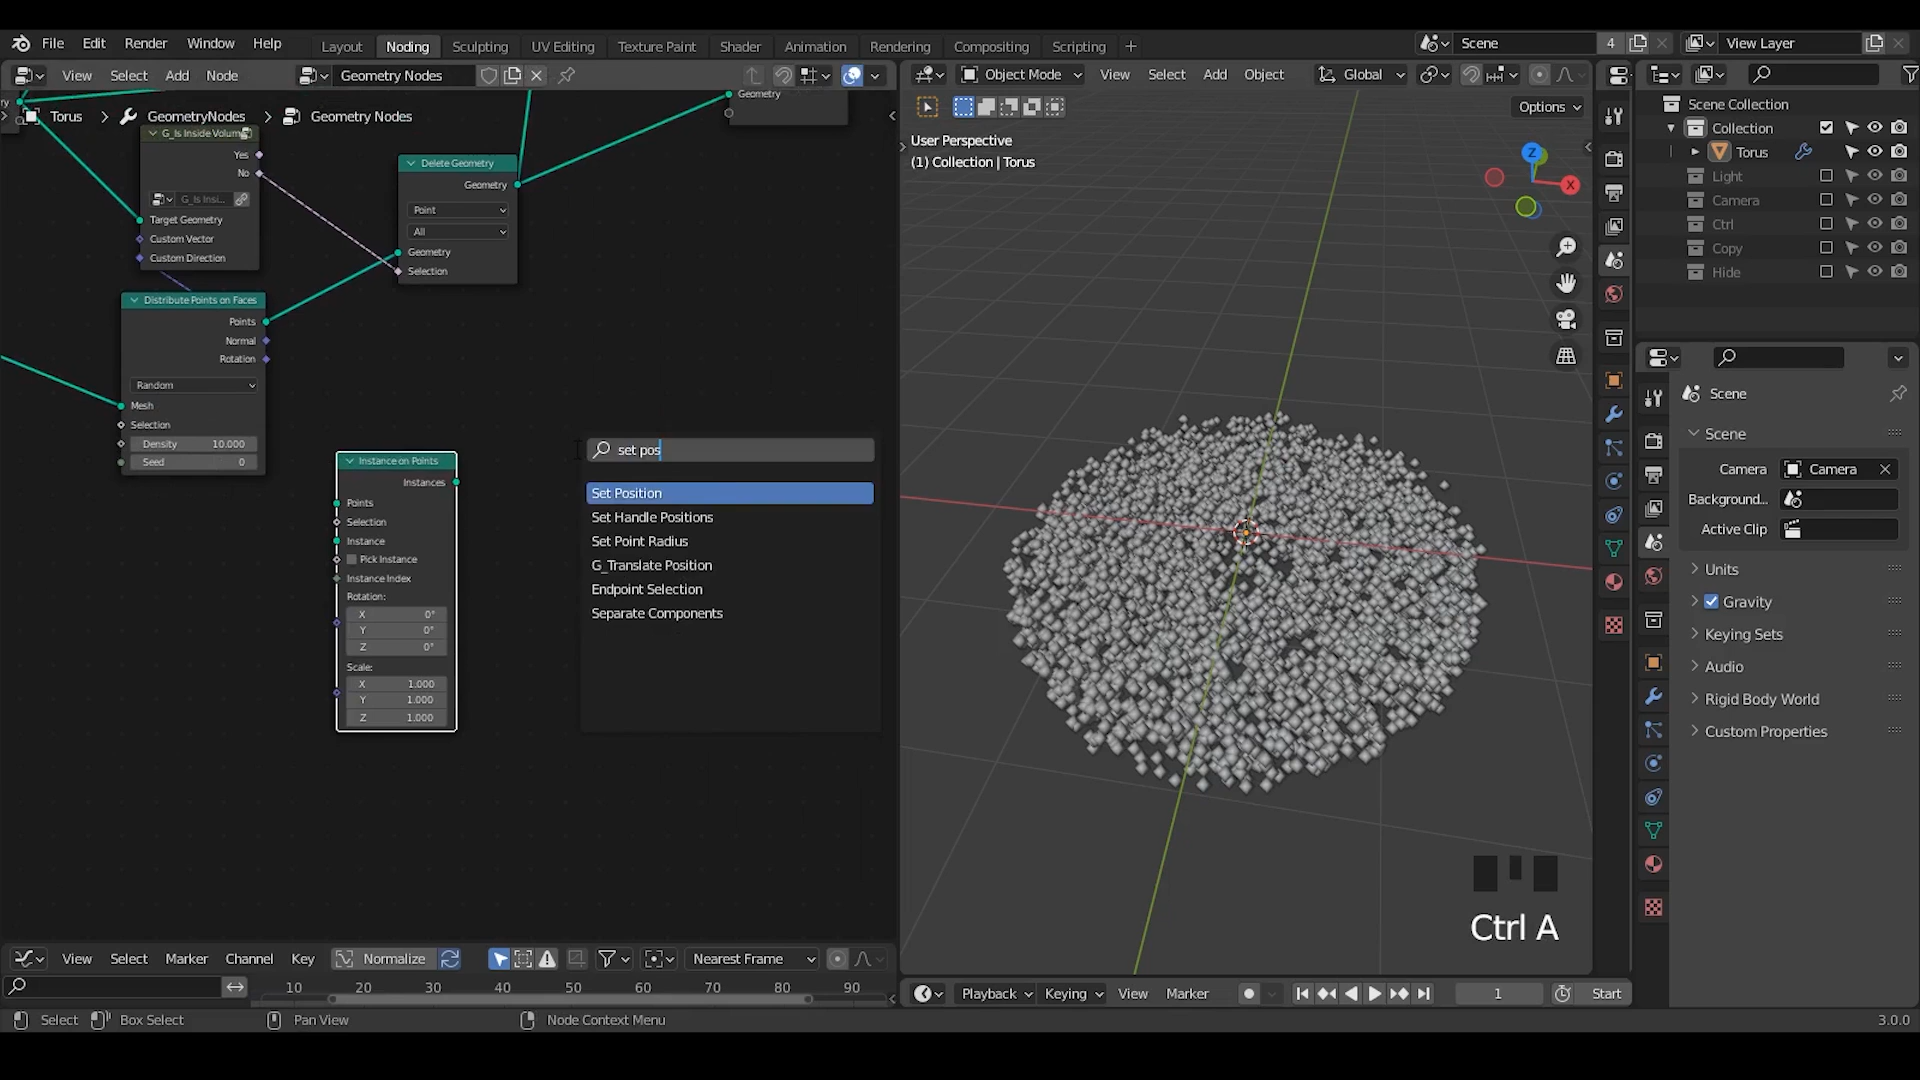 File Edit Render Window Help
Layout Noding Sculpting UV Editing Texture Paint Shader Animation Rendering Compositing Scripting +
Scene 4
View Layer
View Select Add Node
Geometry Nodes
Object Mode View Select Add Object
Global
Options
Torus > GeometryNodes > Geometry Nodes
G_Is Inside Volum
Yes
No
G_Is Insi...
Target Geometry
Custom Vector
Custom Direction
Delete Geometry
Geometry
Point
All
Geometry
Selection
Geometry
Distribute Points on Faces
Points
Normal
Rotation
Random
Mesh
Selection
Density 10.000
Seed 0
Instance on Points
Instances
Points
Selection
Instance
Pick Instance
Instance Index
Rotation:
X 0°
Y 0°
Z 0°
Scale:
X 1.000
Y 1.000
Z 1.000
set pos
Set Position
Set Handle Positions
Set Point Radius
G_Translate Position
Endpoint Selection
Separate Components
User Perspective
(1) Collection | Torus
Z
X
Ctrl A
Scene Collection
Collection
Torus
Light
Camera
Ctrl
Copy
Hide
Scene
Scene
Camera Camera
Background...
Active Clip
Units
Gravity
Keying Sets
Audio
Rigid Body World
Custom Properties
View Select Marker Channel Key Normalize Nearest Frame
10 20 30 40 50 60 70 80 90
Playback Keying View Marker 1 Start
Select Box Select Pan View Node Context Menu 3.0.0